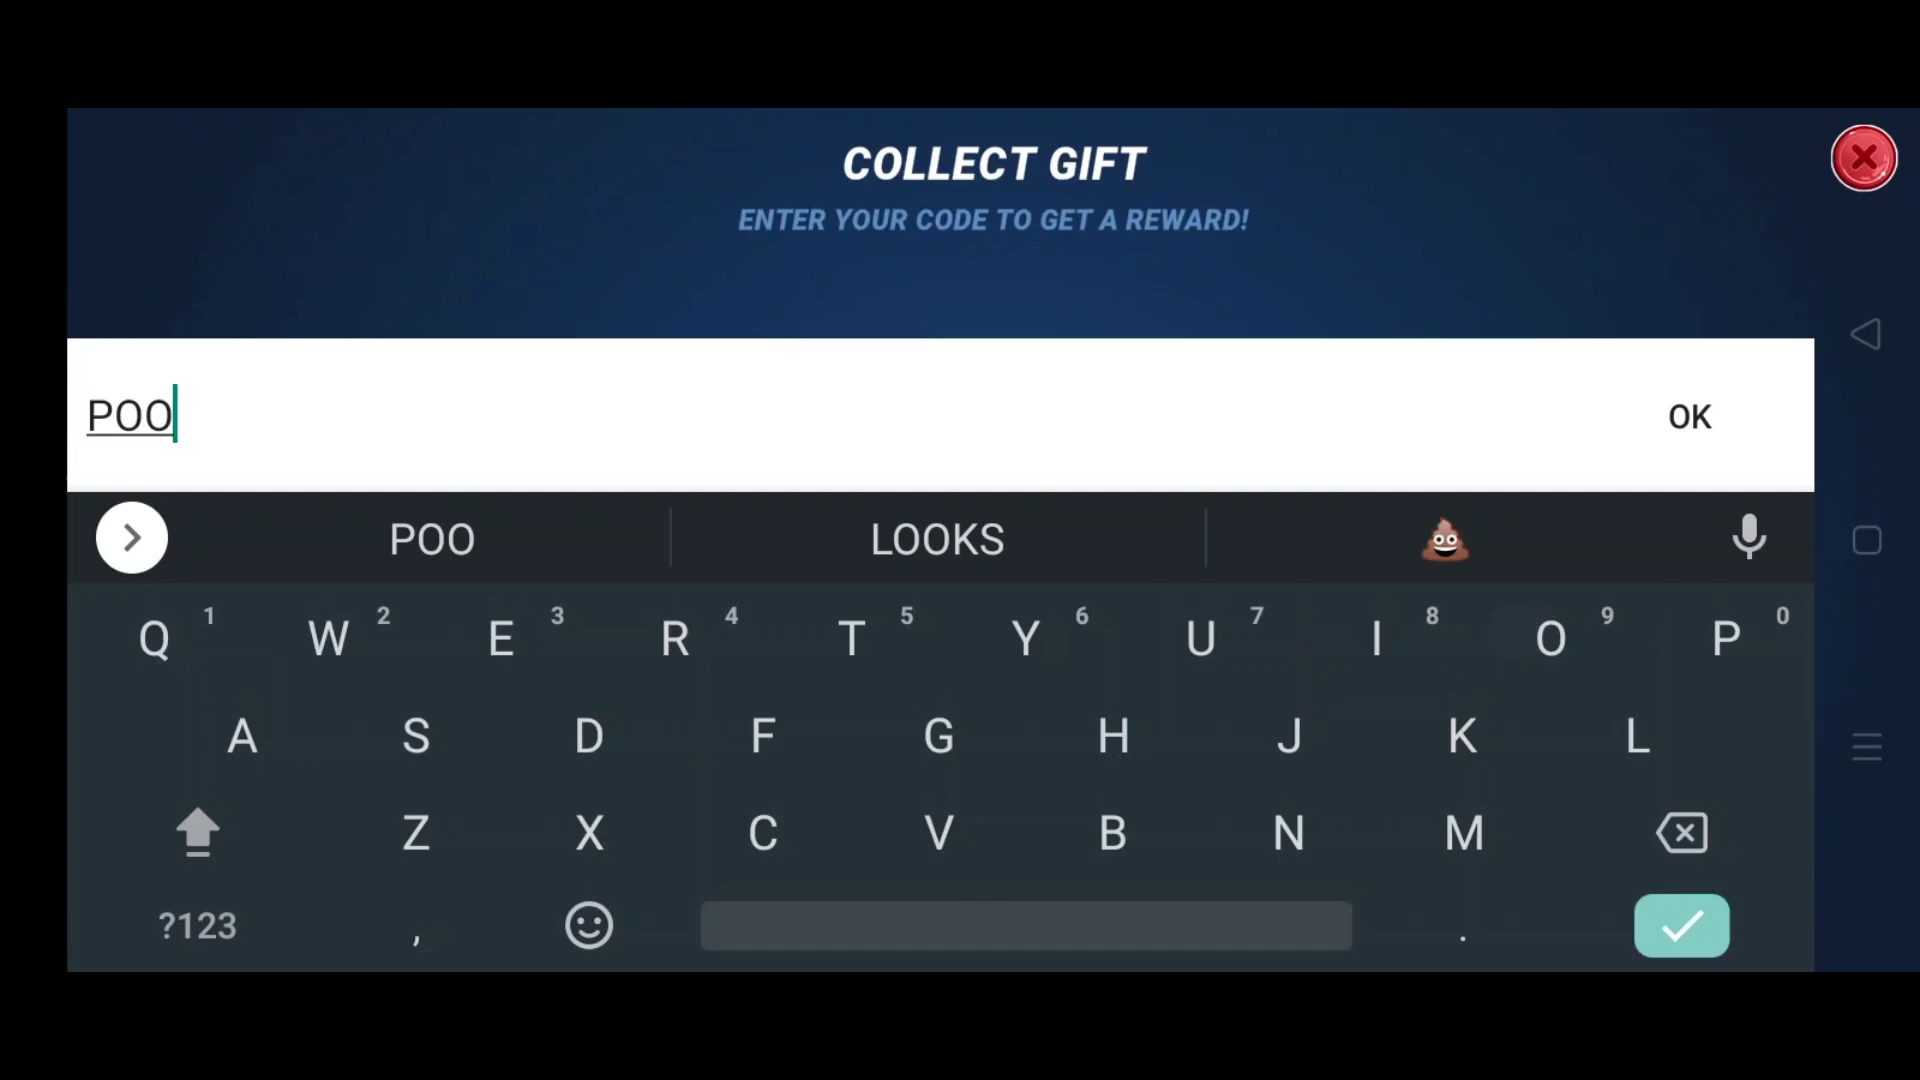 COLLECT GIFT
ENTER YOUR CODE TO GET A REWARD!
POO
OK
POO LOOKS
Q 1 W 2 E 3 R 4 T 5 Y 6 U 7 I 8 O 9 P 0
A S D F G H J K L
Z X C V B N M
?123 , .